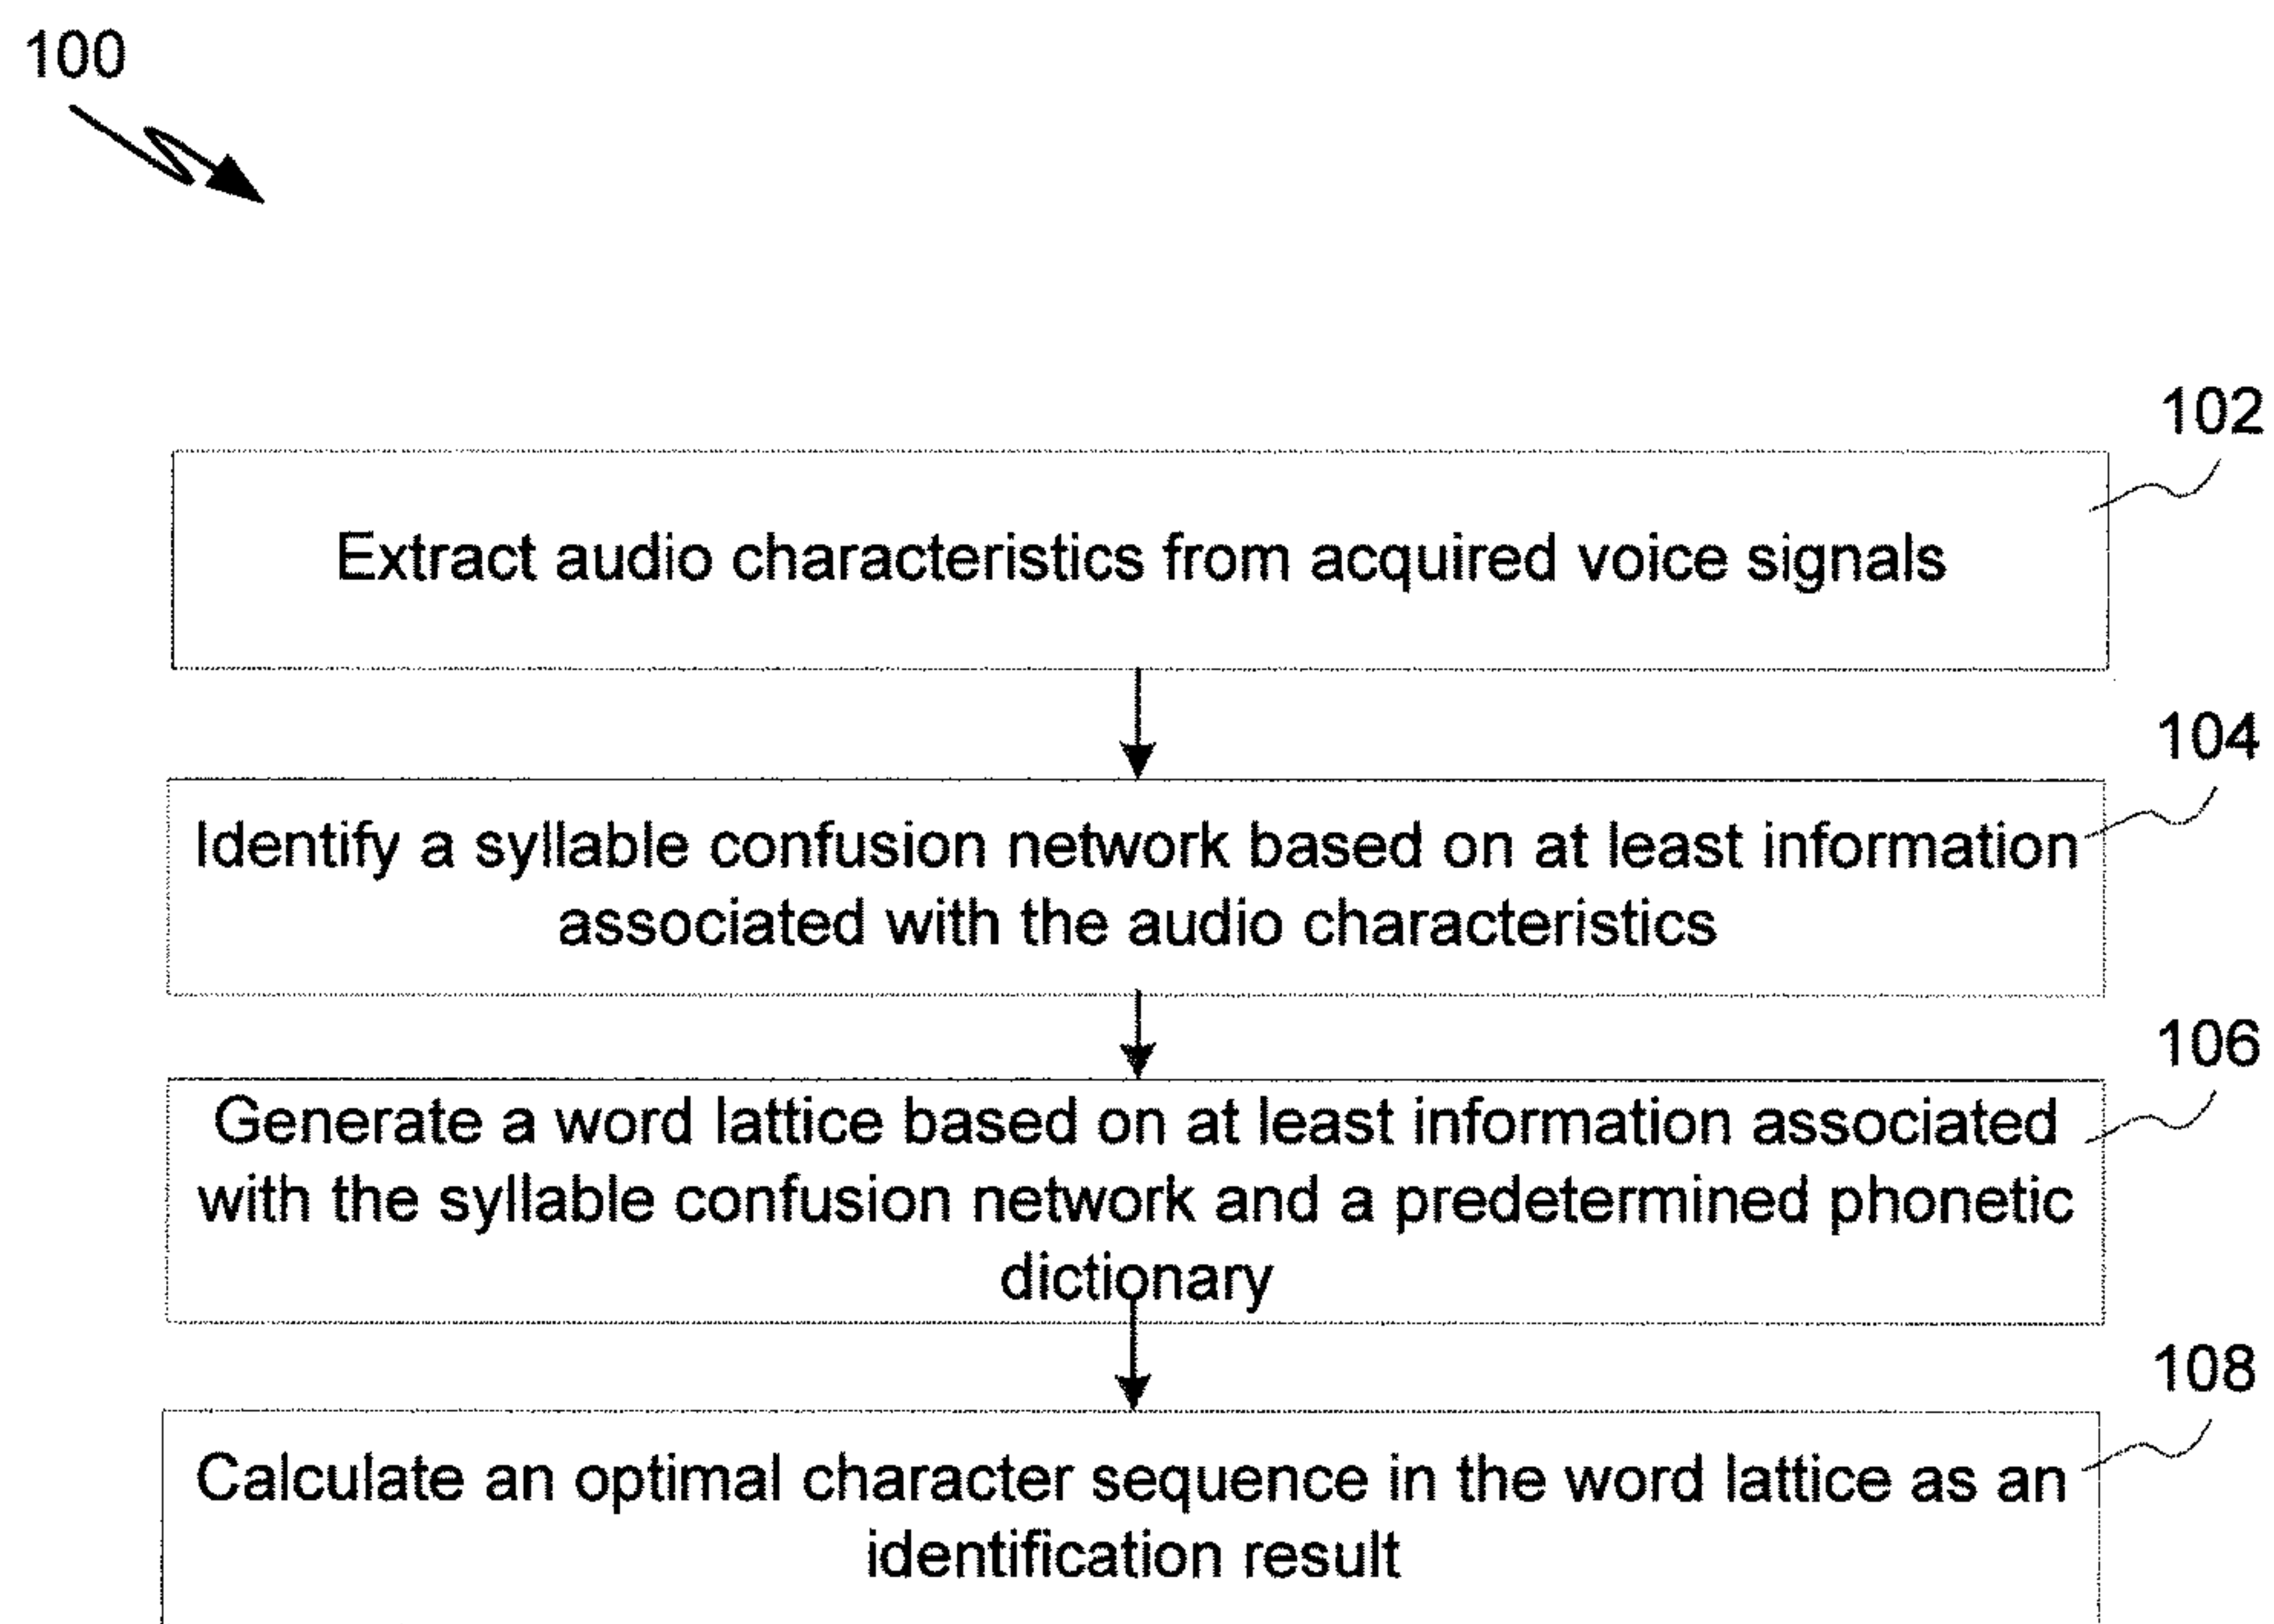 100
102
Extract audio characteristics from acquired voice signals
104
Identify a syllable confusion network based on at least information
associated with the audio characteristics
106
Generate a word lattice based on at least information associated
with the syllable confusion network and a predetermined phonetic
dictionary
108
Calculate an optimal character sequence in the word lattice as an
identification result